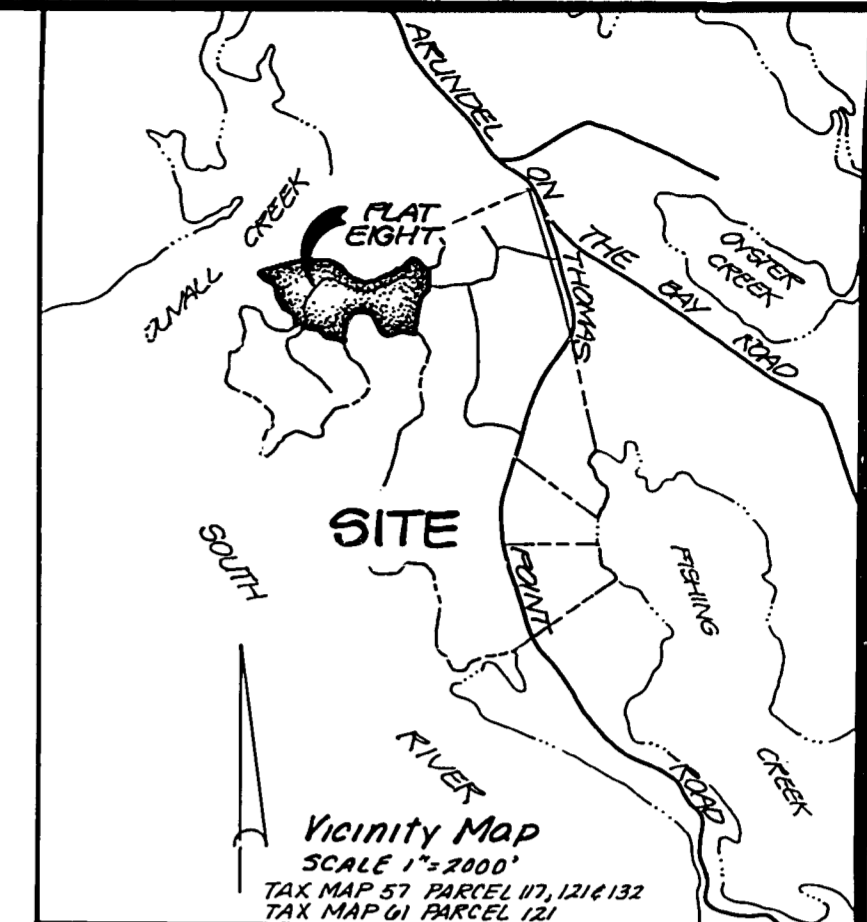 ARUNDEL ON THE BAY ROAD
PLAT
EIGHT
DUVALL CREEK
OYSTER
CREEK
THOMAS POINT ROAD
SITE
SOUTH RIVER
FISHING CREEK
Vicinity Map
SCALE 1"=2000'
TAX MAP 57 PARCEL 117, 121 & 132
TAX MAP 61 PARCEL 121